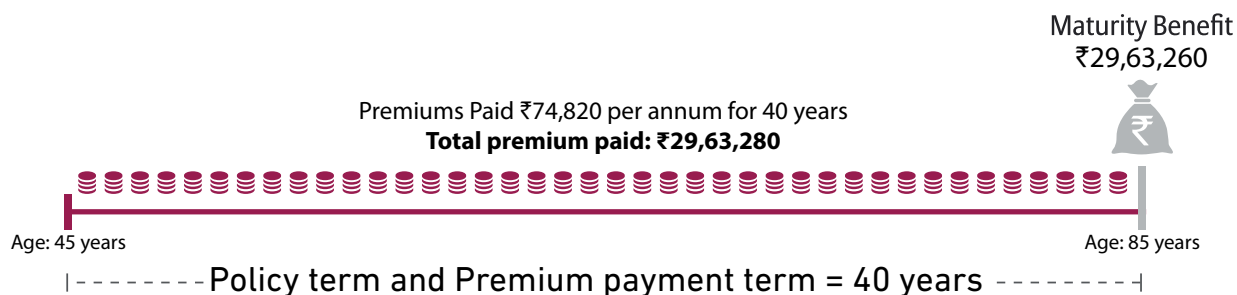 Maturity Benefit
₹29,63,260
Premiums Paid ₹74,820 per annum for 40 years
Total premium paid: ₹29,63,280
₹
Age: 45 years
Age: 85 years
Policy term and Premium payment term = 40 years